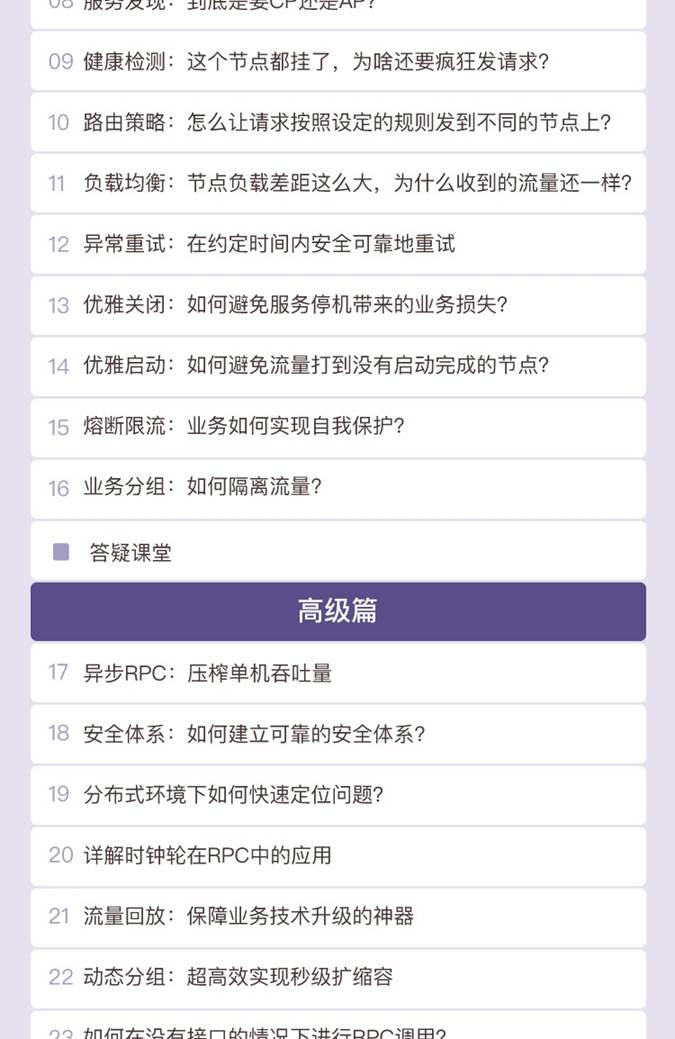 08 服务发现：到底是要CP还是AP？
09 健康检测：这个节点都挂了，为啥还要疯狂发请求？
10 路由策略：怎么让请求按照设定的规则发到不同的节点上？
11 负载均衡：节点负载差距这么大，为什么收到的流量还一样？
12 异常重试：在约定时间内安全可靠地重试
13 优雅关闭：如何避免服务停机带来的业务损失？
14 优雅启动：如何避免流量打到没有启动完成的节点？
15 熔断限流：业务如何实现自我保护？
16 业务分组：如何隔离流量？
答疑课堂
高级篇
17 异步RPC：压榨单机吞吐量
18 安全体系：如何建立可靠的安全体系？
19 分布式环境下如何快速定位问题？
20 详解时钟轮在RPC中的应用
21 流量回放：保障业务技术升级的神器
22 动态分组：超高效实现秒级扩缩容
23 如何在没有接口的情况下进行RPC调用？